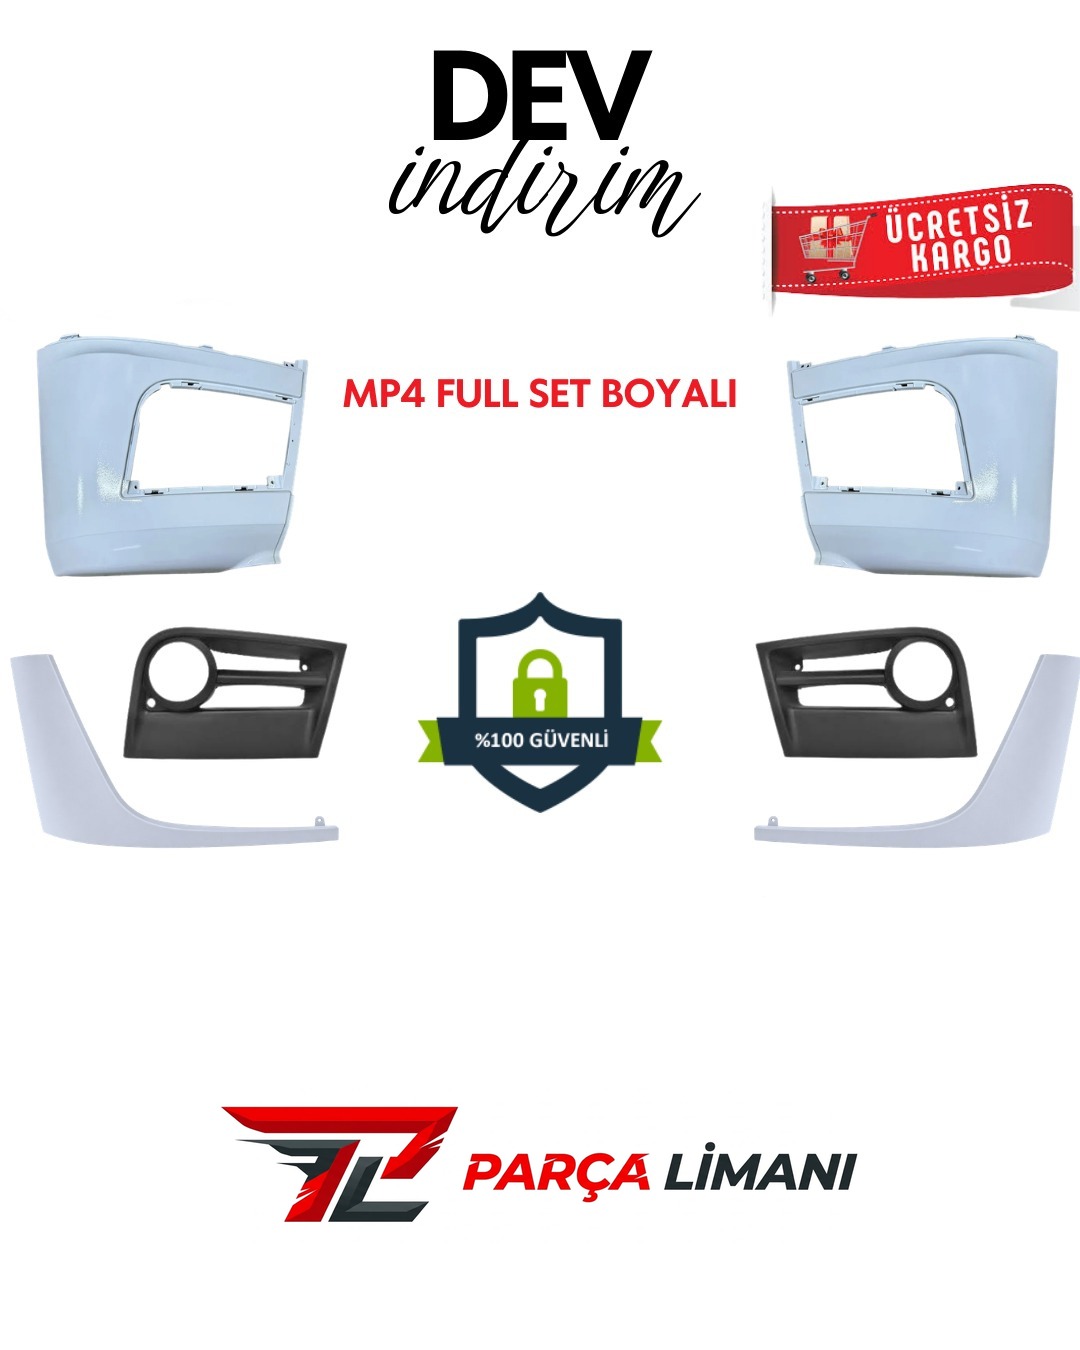 DEV
indirim
ÜCRETSİZ
KARGO
MP4 FULL SET BOYALI
%100 GÜVENLİ
PARÇA LİMANI